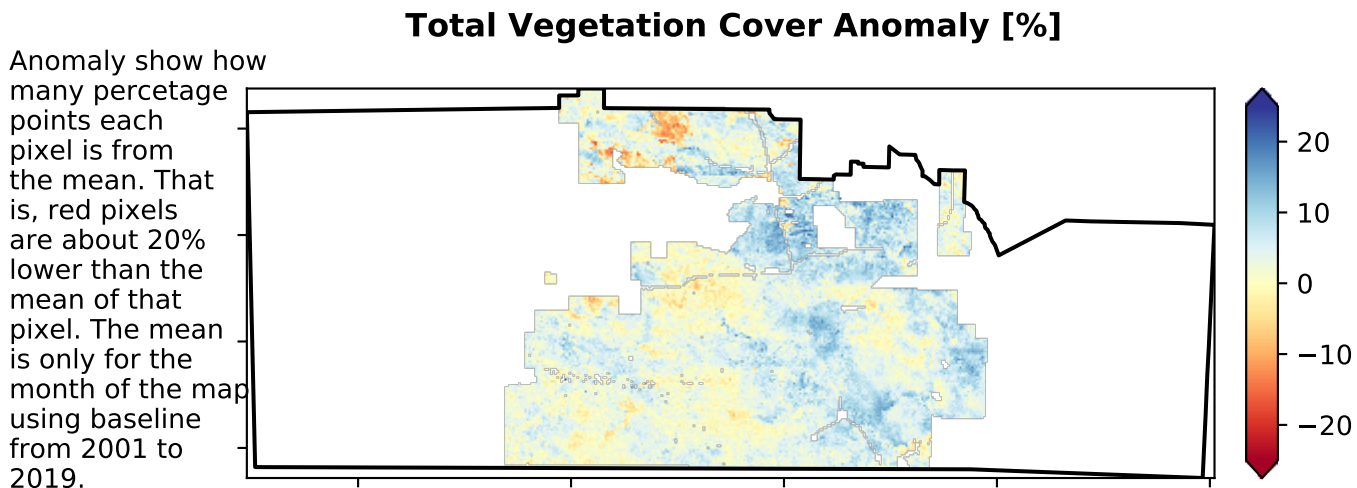 Total Vegetation Cover Anomaly [%]
Anomaly show how
many percetage
points each
pixel is from
the mean. That
is, red pixels
are about 20%
lower than the
mean of that
pixel. The mean
is only for the
month of the map
using baseline
from 2001 to
2019.
20
10
0
−10
−20